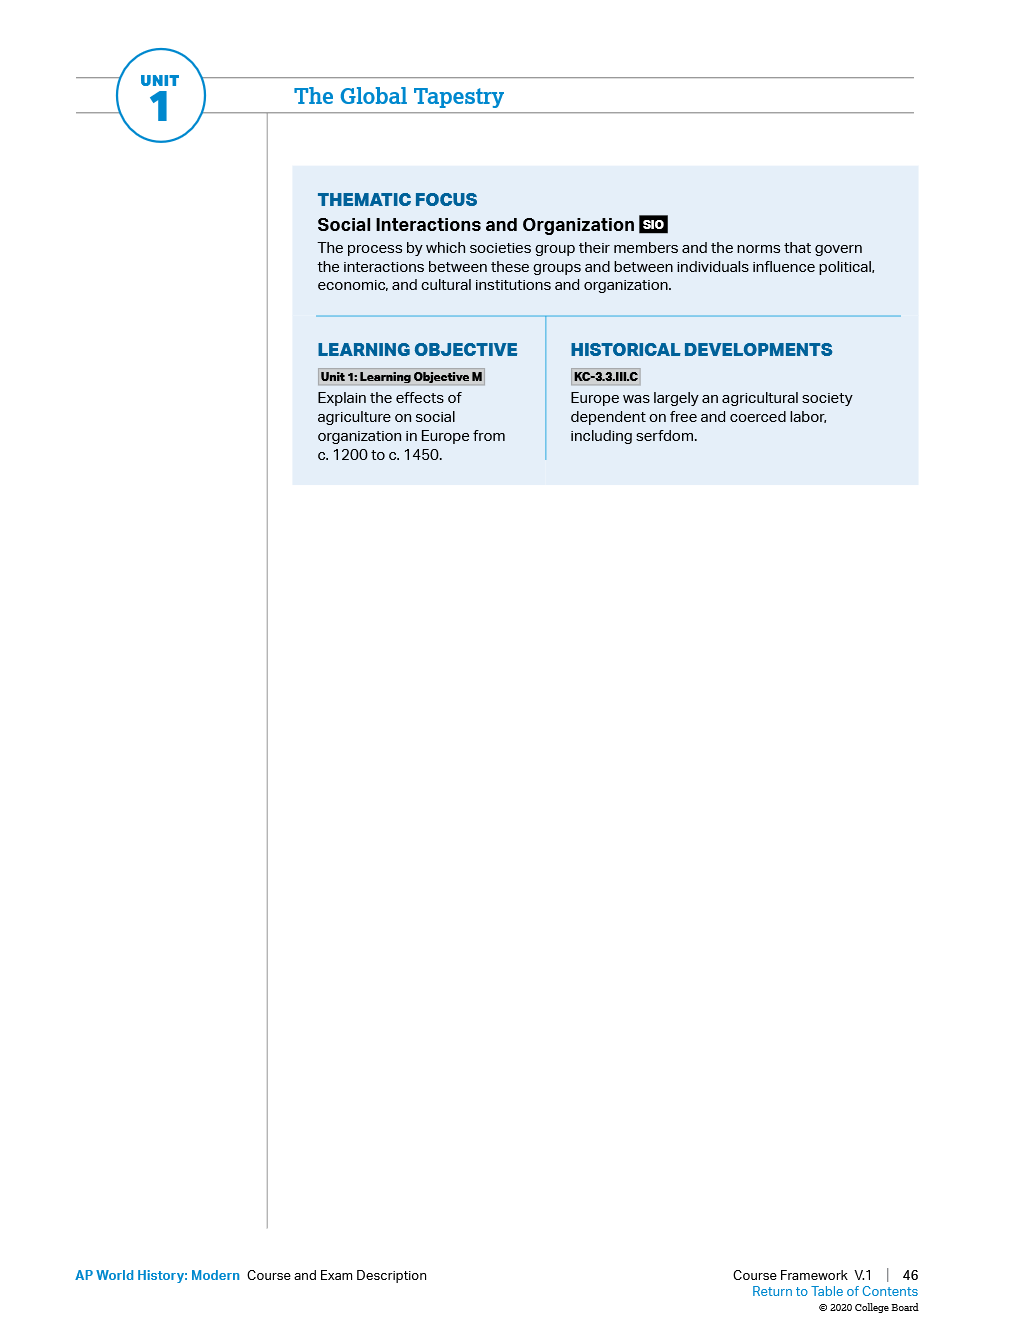 UNIT
1
The Global Tapestry
THEMATIC FOCUS
Social Interactions and Organization SIO
The process by which societies group their members and the norms that govern
the interactions between these groups and between individuals influence political,
economic, and cultural institutions and organization.
LEARNING OBJECTIVE
Unit 1: Learning Objective M
Explain the effects of
agriculture on social
organization in Europe from
c. 1200 to c. 1450.
HISTORICAL DEVELOPMENTS
KC-3.3.III.C
Europe was largely an agricultural society
dependent on free and coerced labor,
including serfdom.
AP World History: Modern Course and Exam Description
Course Framework V.1 | 46
Return to Table of Contents
© 2020 College Board